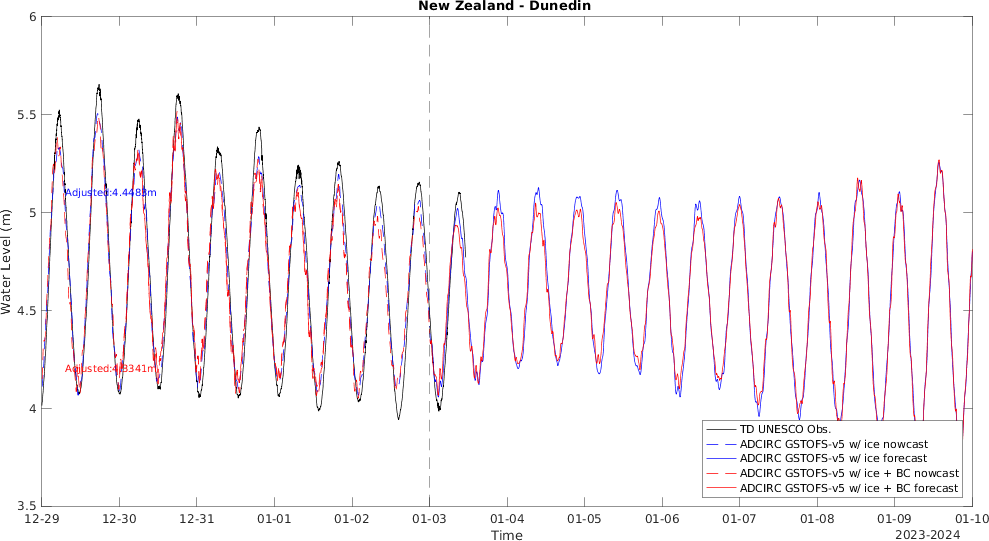 New Zealand - Dunedin
6
5.5
5
4.5
4
3.5
Water Level (m)
Adjusted:4.4483m
Adjusted:4.3341m
TD UNESCO Obs.
ADCIRC GSTOFS-v5 w/ ice nowcast
ADCIRC GSTOFS-v5 w/ ice forecast
ADCIRC GSTOFS-v5 w/ ice + BC nowcast
ADCIRC GSTOFS-v5 w/ ice + BC forecast
12-29 12-30 12-31 01-01 01-02 01-03 01-04 01-05 01-06 01-07 01-08 01-09 01-10
Time
2023-2024